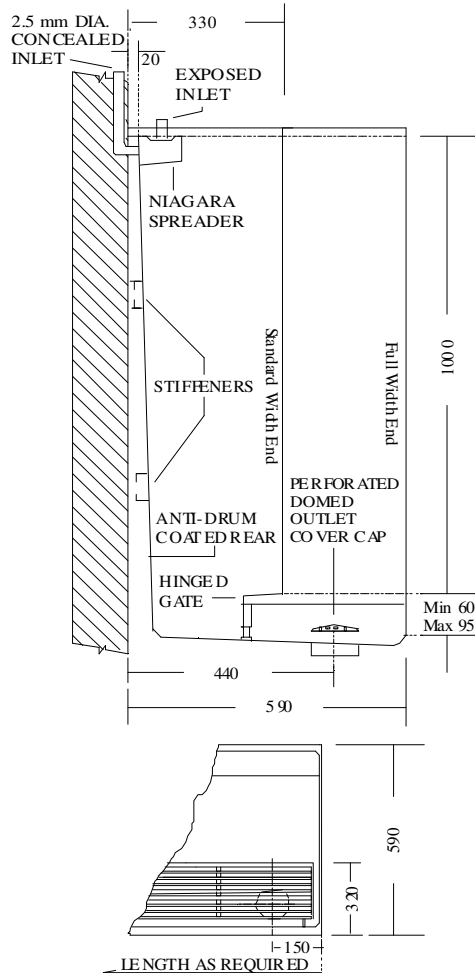 2.5 mm DIA.
CONCEALED
INLET
330
20
EXPOSED
INLET
NIAGARA
SPREADER
STIFFENERS
Standard Width End
Full Width End
1000
PERFORATED
DOMED
OUTLET
COVER CAP
ANTI-DRUM
COATED REAR
HINGED
GATE
Min 60
Max 95
440
590
590
320
150
LENGTH AS REQUIRED